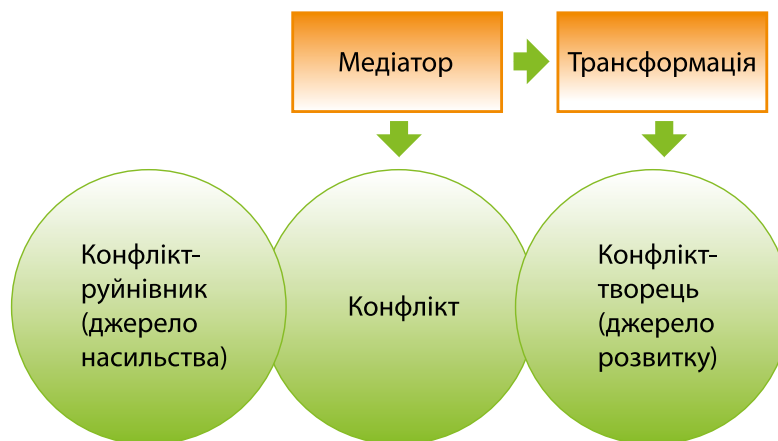 Медіатор
Трансформація
Конфлікт-
руйнівник
(джерело
насильства)
Конфлікт
Конфлікт-
творець
(джерело
розвитку)